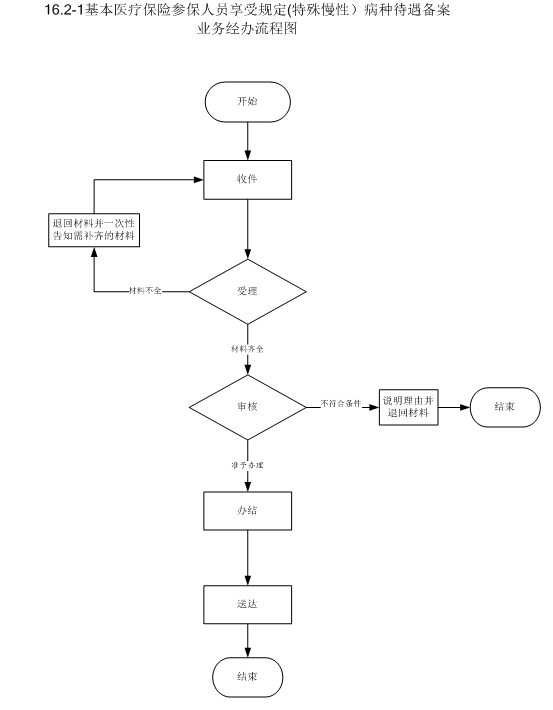 16.2-1基本医疗保险参保人员享受规定(特殊慢性）病种待遇备案
业务经办流程图
开始
收件
退回材料并一次性
告知需补齐的材料
材料不全
受理
材料齐全
审核
不符合条件
说明理由并
退回材料
结束
准予办理
办结
送达
结束